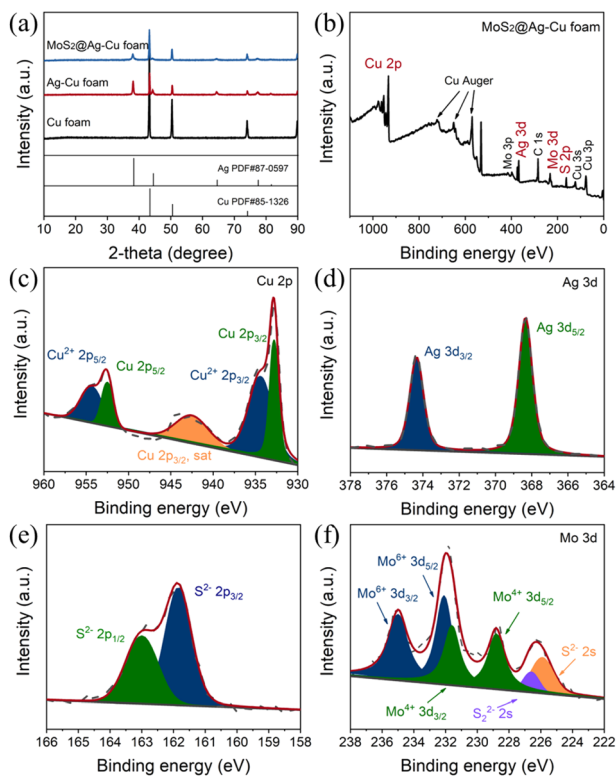 (a)
MoS2@Ag-Cu foam
Ag-Cu foam
Cu foam
Ag PDF#87-0597
Cu PDF#85-1326
10 20 30 40 50 60 70 80 90
2-theta (degree)
Intensity (a.u.)
(b)
MoS2@Ag-Cu foam
Cu 2p
Cu Auger
Mo 3p
Ag 3d
C 1s
Mo 3d
S 2p
Cu 3s
Cu 3p
1000 800 600 400 200 0
Binding energy (eV)
Intensity (a.u.)
(c)
Cu 2p
Cu 2p3/2
Cu²⁺ 2p5/2
Cu 2p5/2
Cu²⁺ 2p3/2
Cu 2p3/2, sat
960 955 950 945 940 935 930
Binding energy (eV)
Intensity (a.u.)
(d)
Ag 3d
Ag 3d3/2
Ag 3d5/2
378 376 374 372 370 368 366 364
Binding energy (eV)
Intensity (a.u.)
(e)
S²⁻ 2p3/2
S²⁻ 2p1/2
166 165 164 163 162 161 160 159 158
Binding energy (eV)
Intensity (a.u.)
(f)
Mo 3d
Mo⁶⁺ 3d5/2
Mo⁶⁺ 3d3/2
Mo⁴⁺ 3d5/2
S²⁻ 2s
Mo⁴⁺ 3d3/2
S₂²⁻ 2s
238 236 234 232 230 228 226 224 222
Binding energy (eV)
Intensity (a.u.)